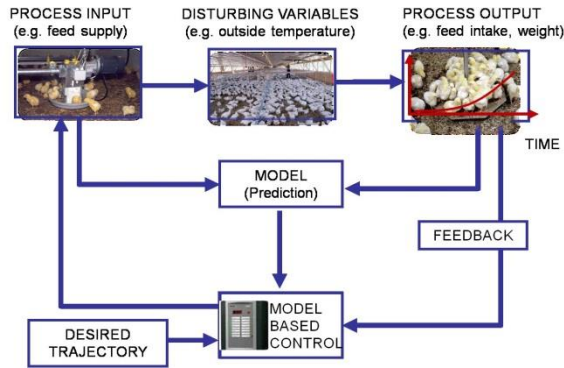 PROCESS INPUT
(e.g. feed supply)
DISTURBING VARIABLES
(e.g. outside temperature)
PROCESS OUTPUT
(e.g. feed intake, weight)
TIME
MODEL
(Prediction)
FEEDBACK
MODEL
BASED
CONTROL
DESIRED
TRAJECTORY